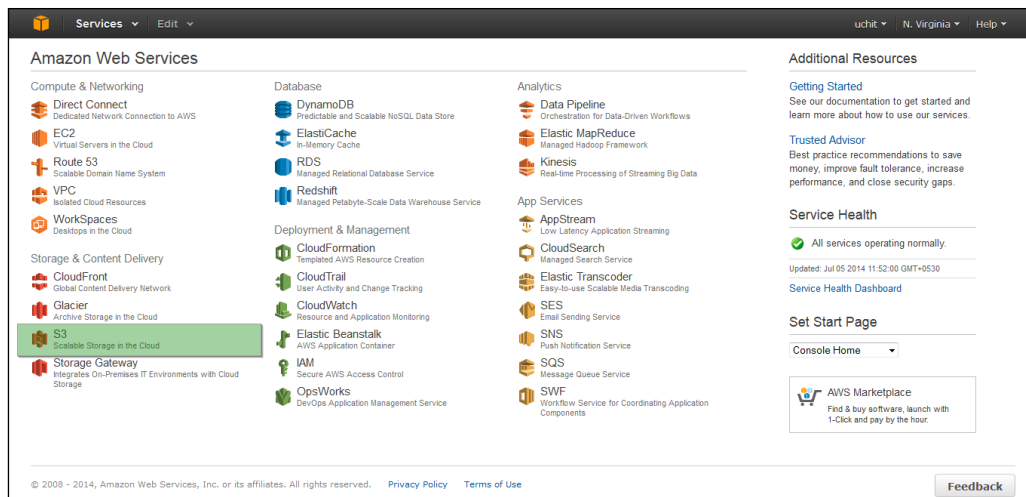 Services Edit uchit N. Virginia Help
Amazon Web Services
Compute & Networking
Direct Connect
Dedicated Network Connection to AWS
EC2
Virtual Servers in the Cloud
Route 53
Scalable Domain Name System
VPC
Isolated Cloud Resources
WorkSpaces
Desktops in the Cloud
Storage & Content Delivery
CloudFront
Global Content Delivery Network
Glacier
Archive Storage in the Cloud
S3
Scalable Storage in the Cloud
Storage Gateway
Integrates On-Premises IT Environments with Cloud
Storage
Database
DynamoDB
Predictable and Scalable NoSQL Data Store
ElastiCache
In-Memory Cache
RDS
Managed Relational Database Service
Redshift
Managed Petabyte-Scale Data Warehouse Service
Deployment & Management
CloudFormation
Templated AWS Resource Creation
CloudTrail
User Activity and Change Tracking
CloudWatch
Resource and Application Monitoring
Elastic Beanstalk
AWS Application Container
IAM
Secure AWS Access Control
OpsWorks
DevOps Application Management Service
Analytics
Data Pipeline
Orchestration for Data-Driven Workflows
Elastic MapReduce
Managed Hadoop Framework
Kinesis
Real-time Processing of Streaming Big Data
App Services
AppStream
Low Latency Application Streaming
CloudSearch
Managed Search Service
Elastic Transcoder
Easy-to-use Scalable Media Transcoding
SES
Email Sending Service
SNS
Push Notification Service
SQS
Message Queue Service
SWF
Workflow Service for Coordinating Application
Components
Additional Resources
Getting Started
See our documentation to get started and
learn more about how to use our services.
Trusted Advisor
Best practice recommendations to save
money, improve fault tolerance, increase
performance, and close security gaps.
Service Health
All services operating normally.
Updated: Jul 05 2014 11:52:00 GMT+0530
Service Health Dashboard
Set Start Page
Console Home
AWS Marketplace
Find & buy software, launch with
1-Click and pay by the hour.
© 2008 - 2014, Amazon Web Services, Inc. or its affiliates. All rights reserved. Privacy Policy Terms of Use
Feedback